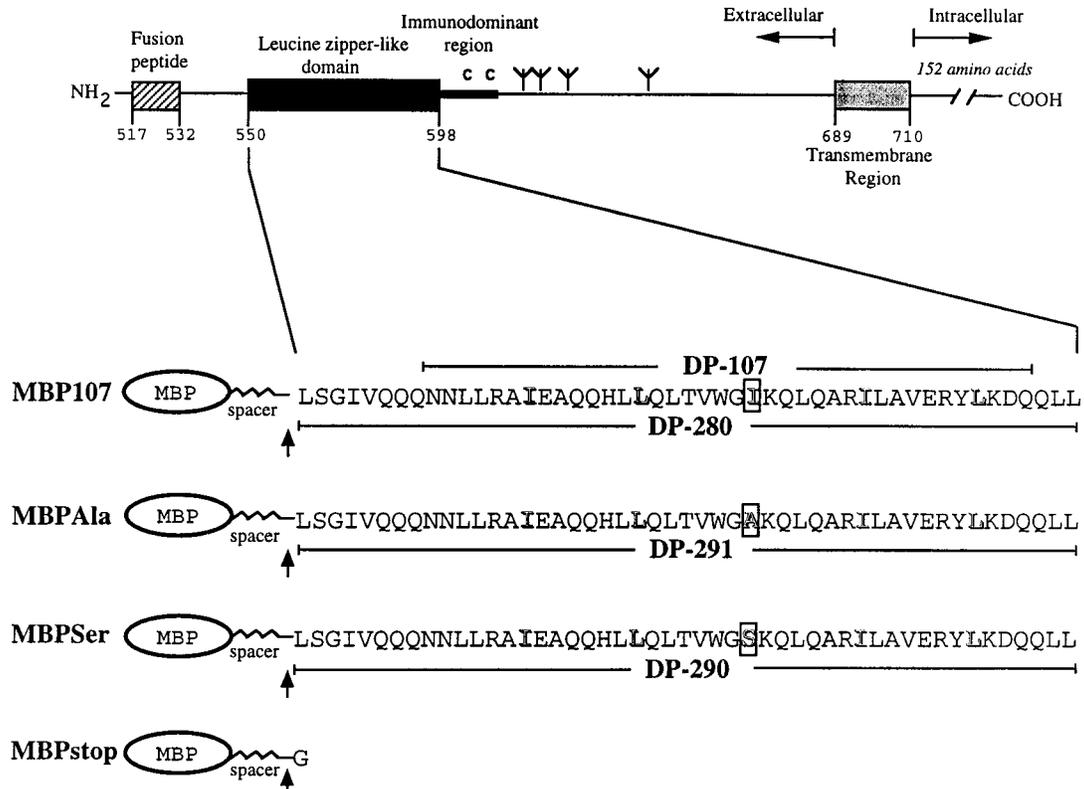 Immunodominant region
Extracellular
Intracellular
Fusion peptide
Leucine zipper-like domain
C C
152 amino acids
NH2
COOH
517 532 550 598 689 710
Transmembrane Region
DP-107
MBP107 MBP spacer LSGIVQQQNNLLRAIEAQQHLLQLTVWGIKQLQARILAVERYLKDQQLL
DP-280
MBPAla MBP spacer LSGIVQQQNNLLRAIEAQQHLLQLTVWGAKQLQARILAVERYLKDQQLL
DP-291
MBPSer MBP spacer LSGIVQQQNNLLRAIEAQQHLLQLTVWGSKQLQARILAVERYLKDQQLL
DP-290
MBPstop MBP spacer G